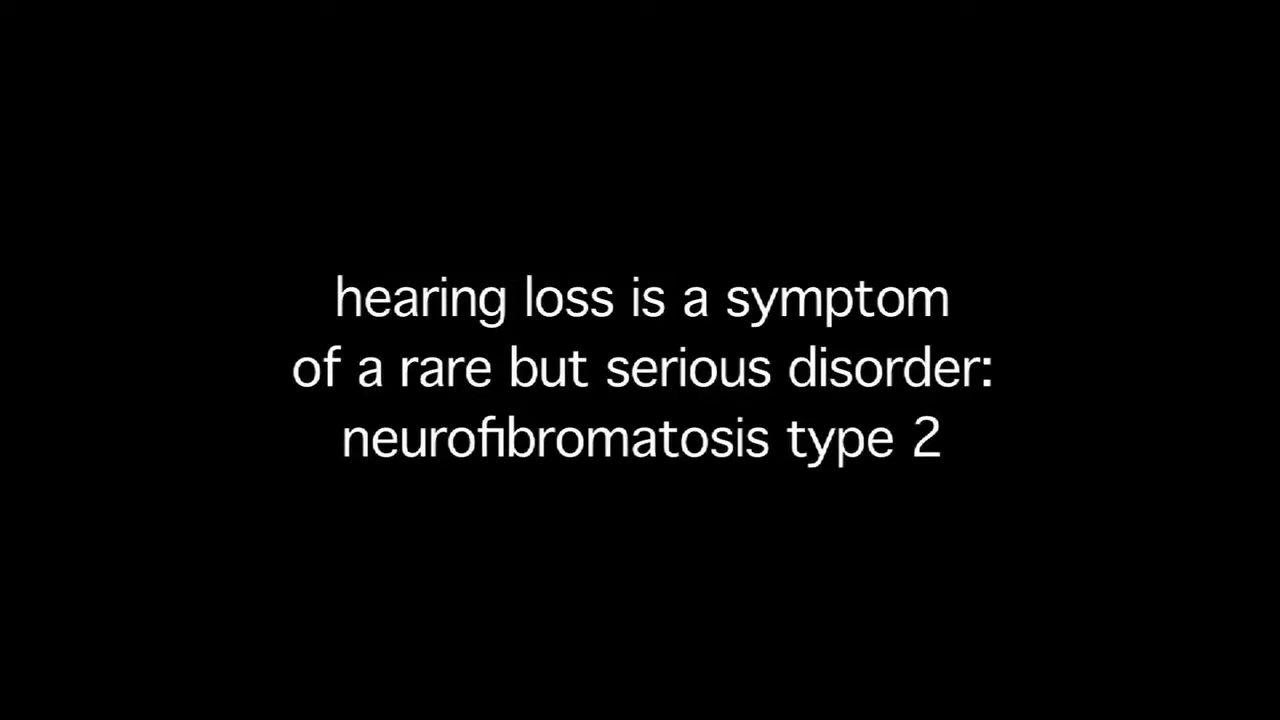 hearing loss is a symptom
of a rare but serious disorder:
neurofibromatosis type 2